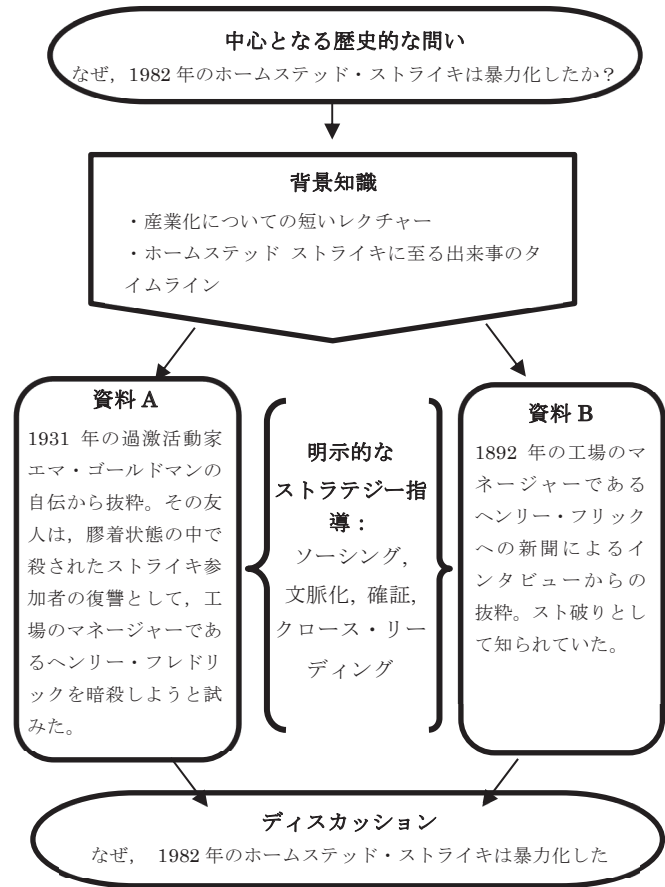 中心となる歴史的な問い
なぜ，1982 年のホームステッド・ストライキは暴力化したか？
背景知識
・産業化についての短いレクチャー
・ホームステッド ストライキに至る出来事のタ
イムライン
資料 A
1931 年の過激活動家
エマ・ゴールドマンの
自伝から抜粋。その友
人は，膠着状態の中で
殺されたストライキ参
加者の復讐として，工
場のマネージャーであ
るヘンリー・フレドリ
ックを暗殺しようと試
みた。
明示的な
ストラテジー指
導：
ソーシング，
文脈化，確証，
クロース・リー
ディング
資料 B
1892 年の工場のマ
ネージャーである
ヘンリー・フリック
への新聞によるイ
ンタビューからの
抜粋。スト破りとし
て知られていた。
ディスカッション
なぜ， 1982 年のホームステッド・ストライキは暴力化した